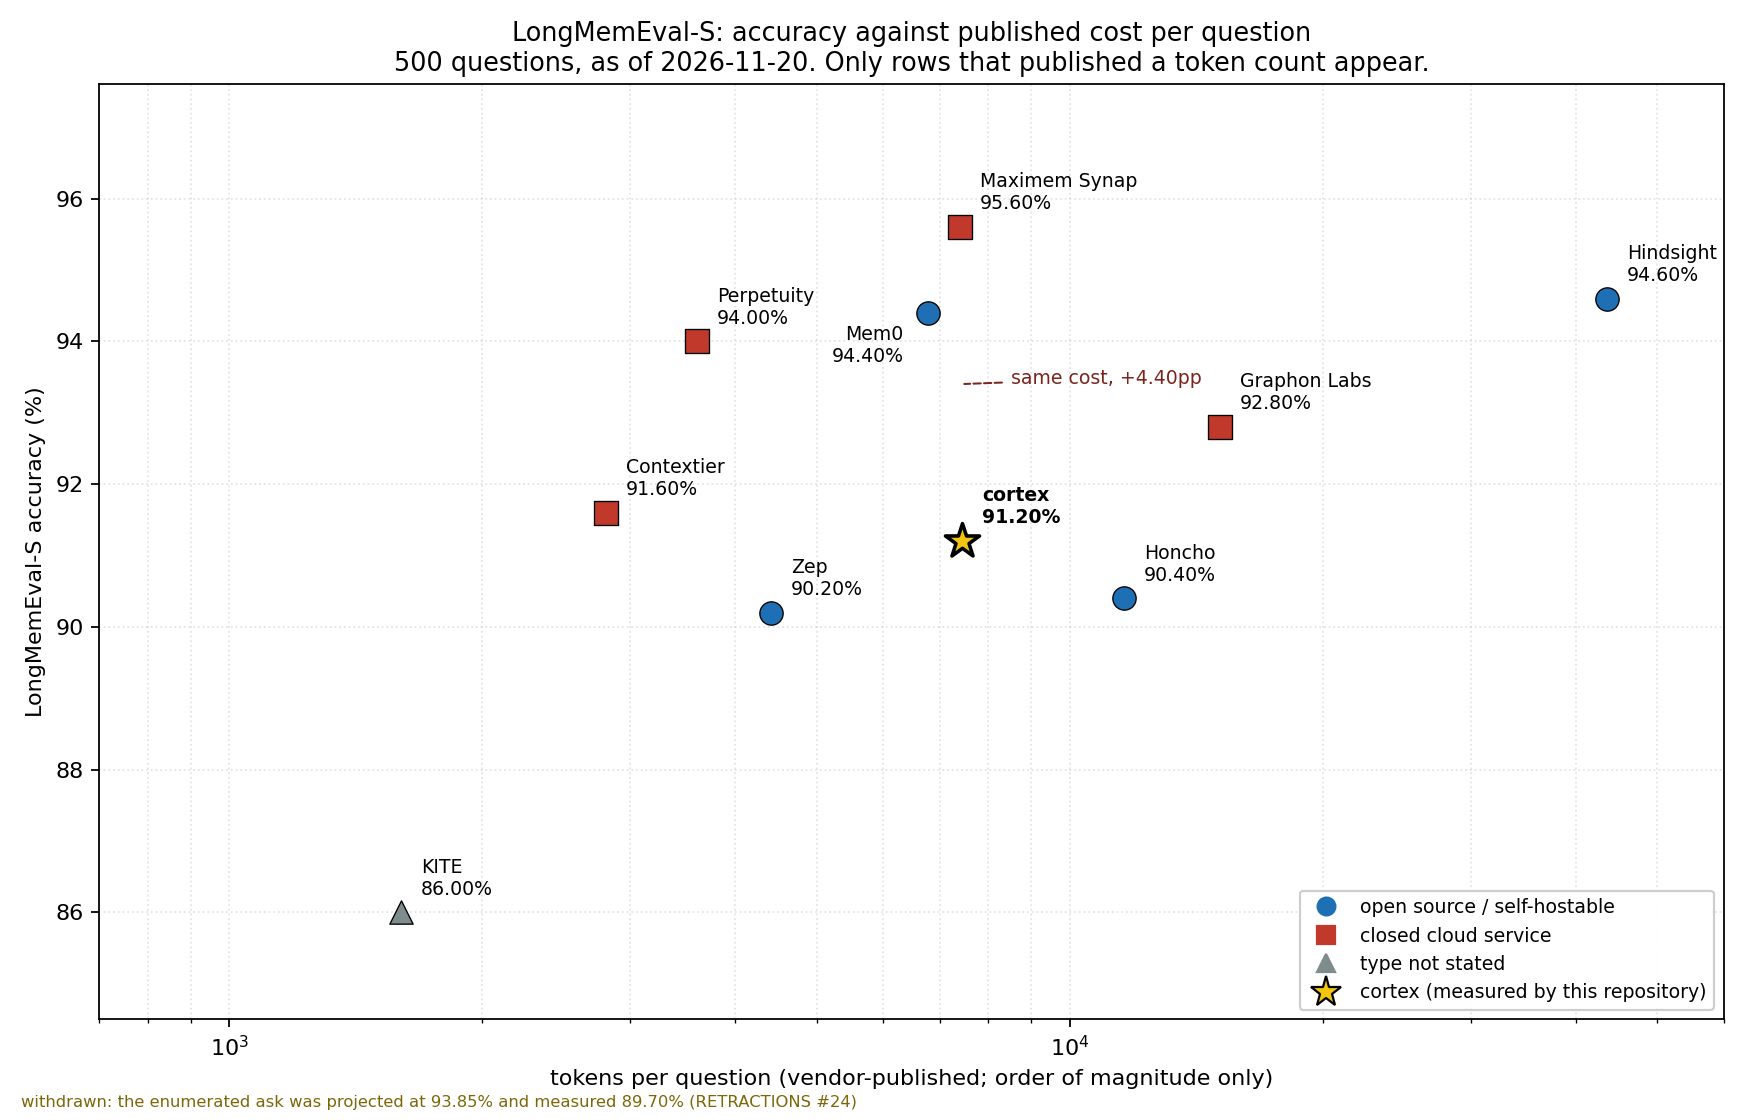 LongMemEval-S: accuracy against published cost per question
500 questions, as of 2026-11-20. Only rows that published a token count appear.
LongMemEval-S accuracy (%)
96
94
92
90
88
86
Maximem Synap
95.60%
Hindsight
94.60%
Perpetuity
94.00%
Mem0
94.40%
same cost, +4.40pp
Graphon Labs
92.80%
Contextier
91.60%
cortex
91.20%
Honcho
90.40%
Zep
90.20%
KITE
86.00%
open source / self-hostable
closed cloud service
type not stated
cortex (measured by this repository)
10³
10⁴
tokens per question (vendor-published; order of magnitude only)
withdrawn: the enumerated ask was projected at 93.85% and measured 89.70% (RETRACTIONS #24)